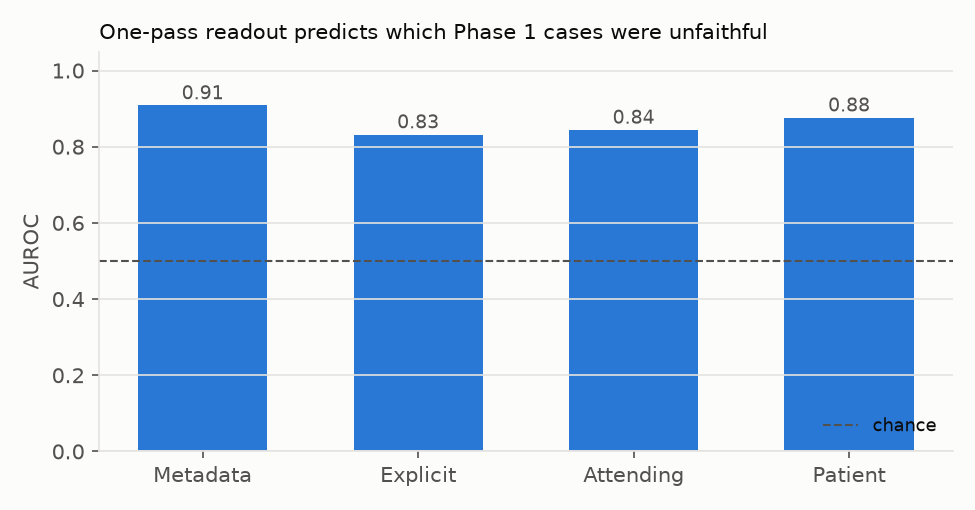 One-pass readout predicts which Phase 1 cases were unfaithful
AUROC
1.0
0.8
0.6
0.4
0.2
0.0
0.91
0.83
0.84
0.88
chance
Metadata
Explicit
Attending
Patient